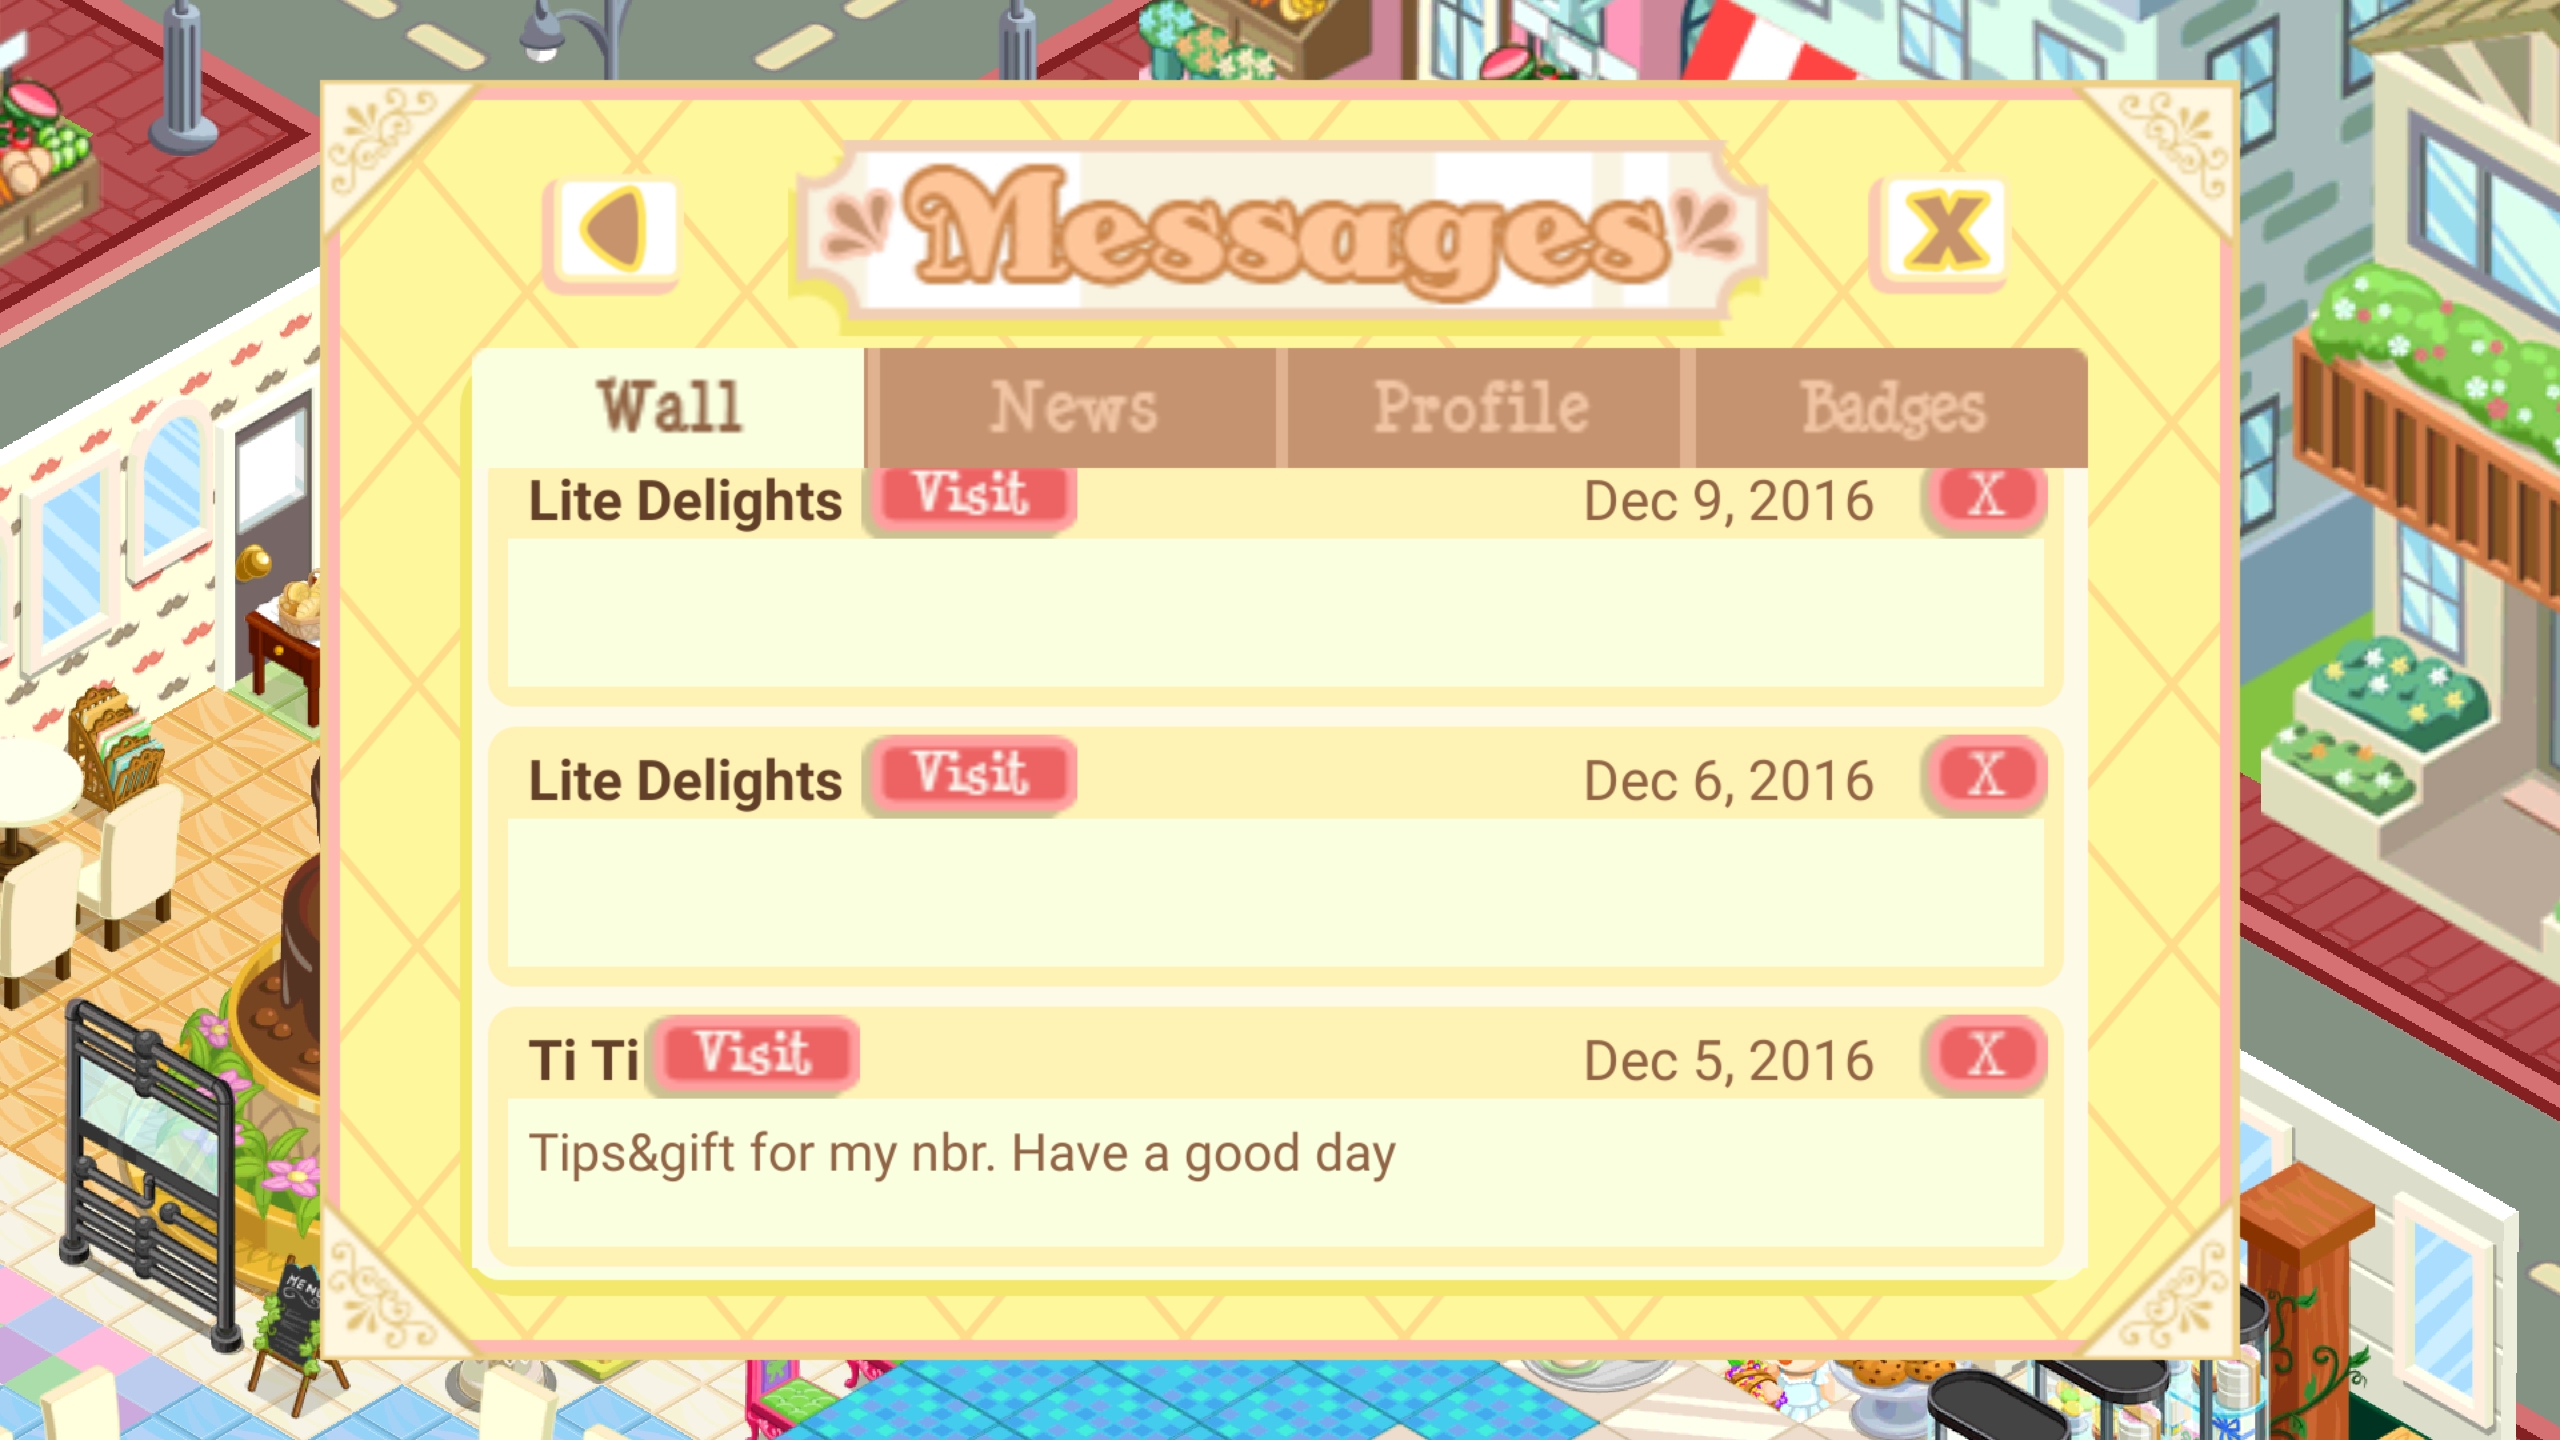 Messages
X
Wall News Profile Badges
Lite Delights Visit Dec 9, 2016 X
Lite Delights Visit Dec 6, 2016 X
Ti Ti Visit Dec 5, 2016 X
Tips&gift for my nbr. Have a good day